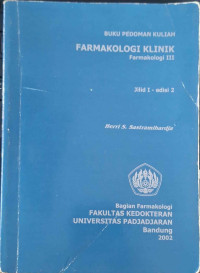 BUKU PEDOMAN KULIAH
FARMAKOLOGI KLINIK
Farmakologi III
Jilid I - edisi 2
Herri S. Sastramihardja
Bagian Farmakologi
FAKULTAS KEDOKTERAN
UNIVERSITAS PADJADJARAN
Bandung
2002